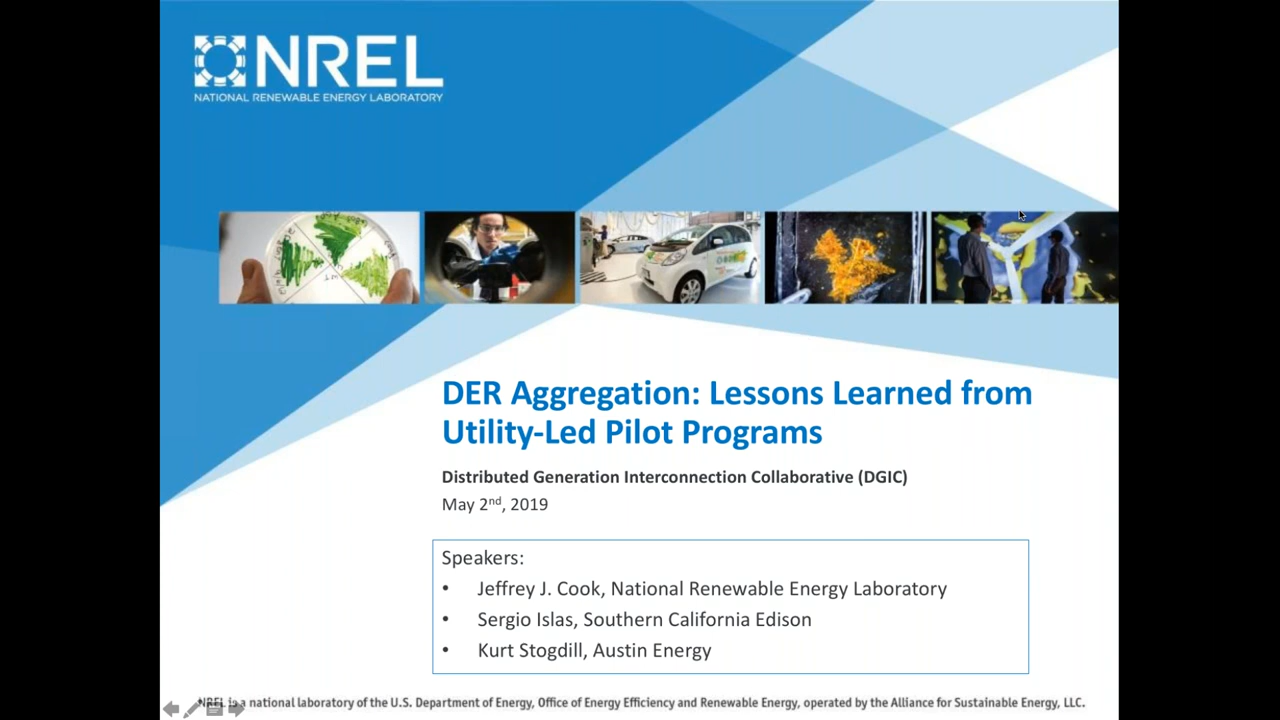 NREL
NATIONAL RENEWABLE ENERGY LABORATORY
DER Aggregation: Lessons Learned from
Utility-Led Pilot Programs
Distributed Generation Interconnection Collaborative (DGIC)
May 2nd, 2019
Speakers:
• Jeffrey J. Cook, National Renewable Energy Laboratory
• Sergio Islas, Southern California Edison
• Kurt Stogdill, Austin Energy
NREL is a national laboratory of the U.S. Department of Energy, Office of Energy Efficiency and Renewable Energy, operated by the Alliance for Sustainable Energy, LLC.